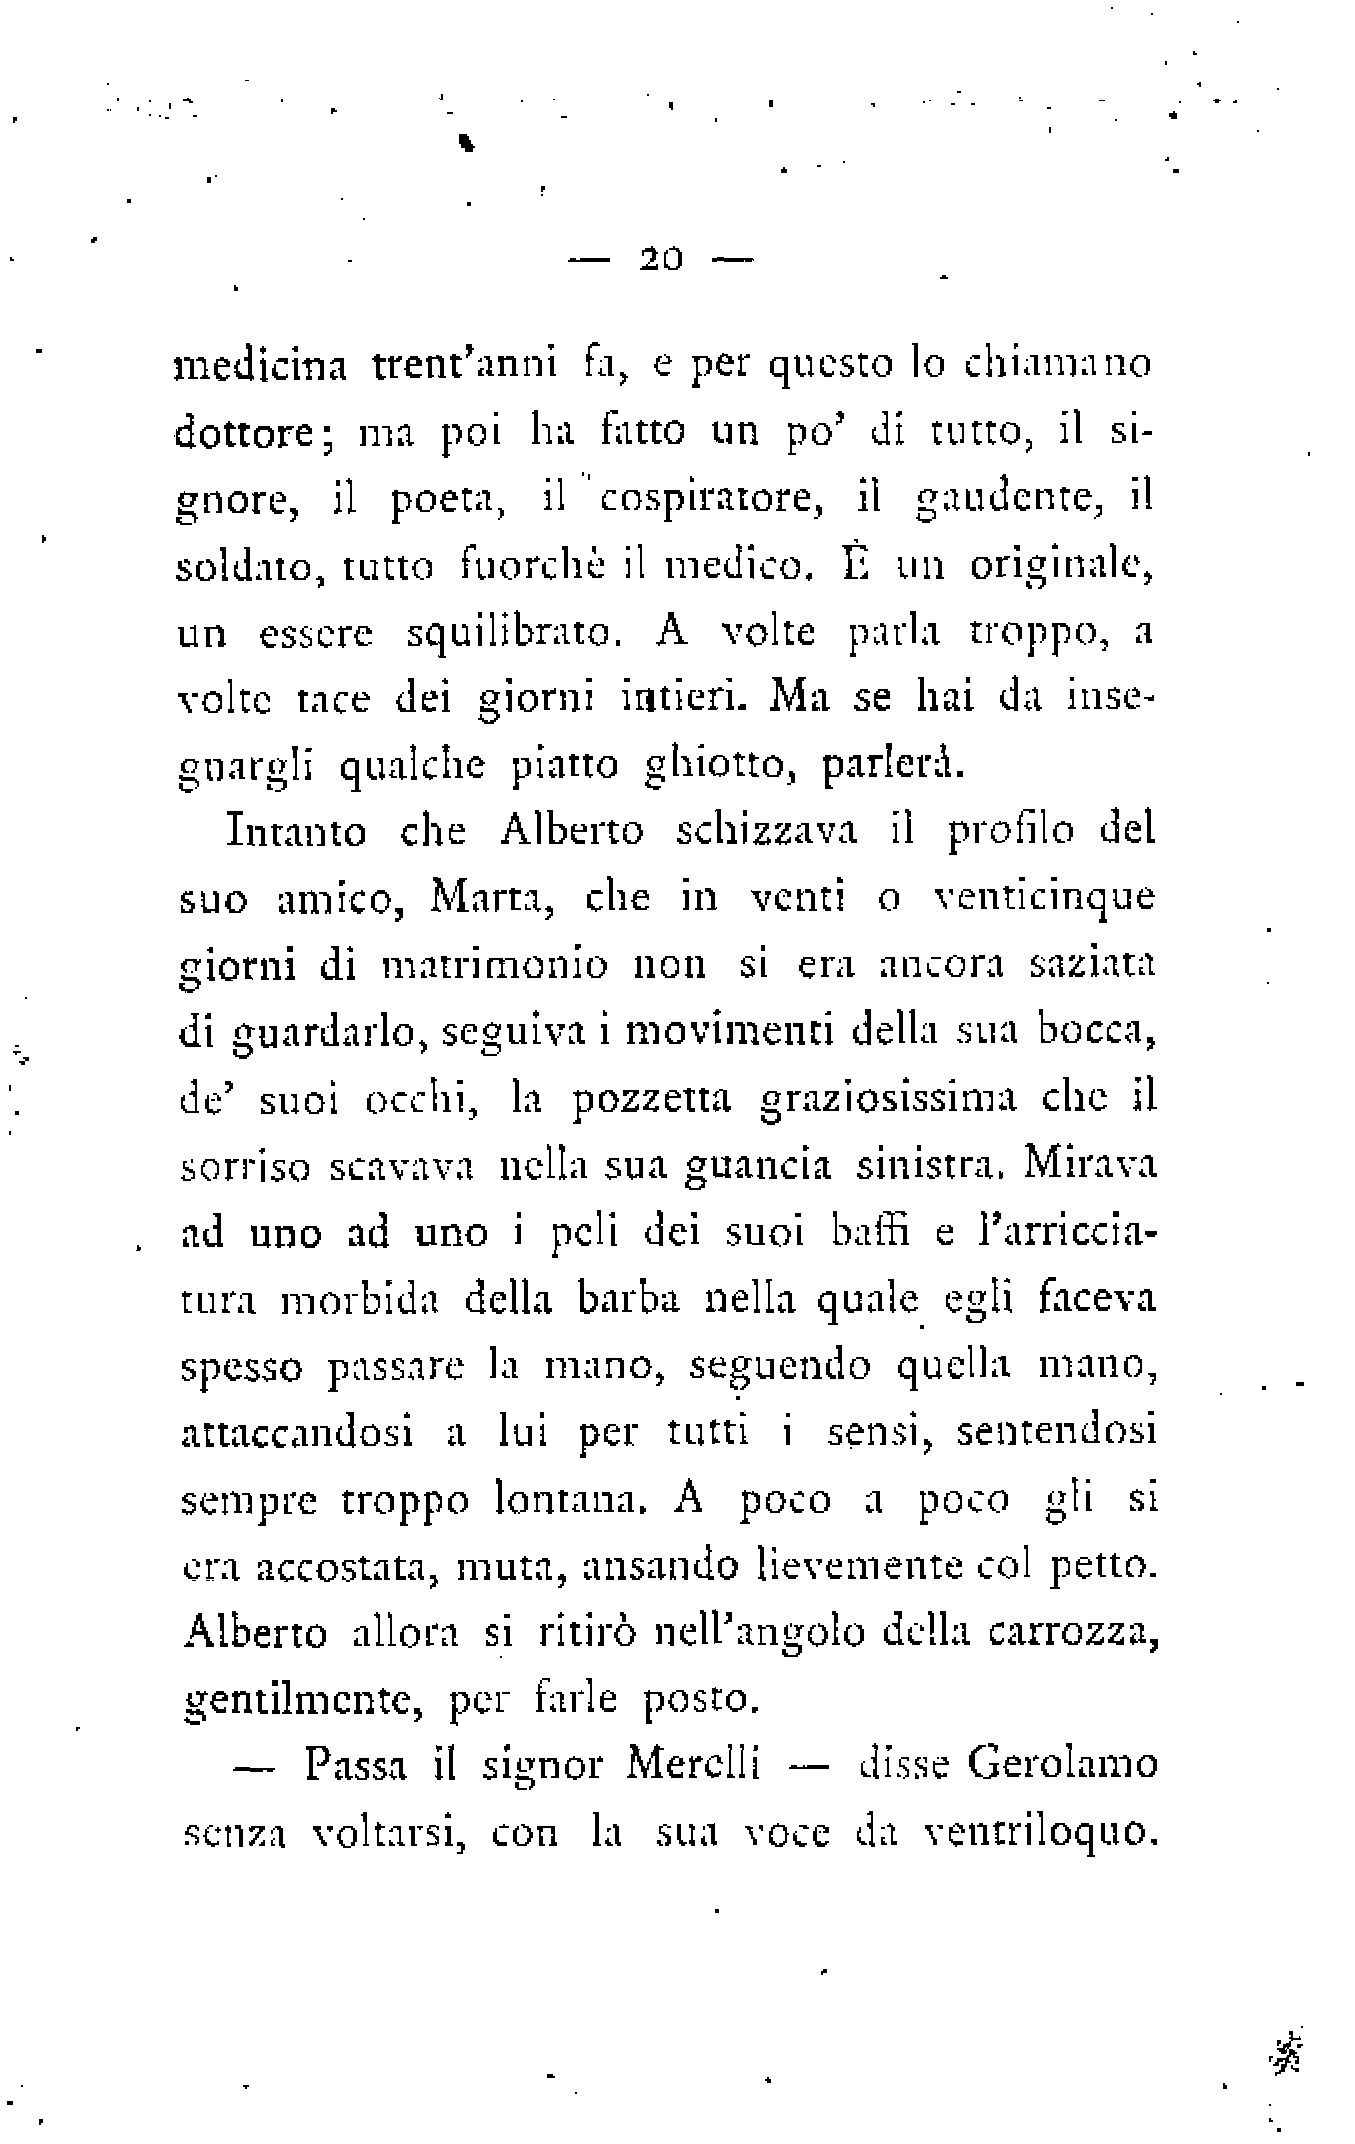 — 20 —
medicina trent'anni fa, e per questo lo chiamano
dottore; ma poi ha fatto un po' di tutto, il si-
gnore, il poeta, il cospiratore, il gaudente, il
soldato, tutto fuorchè il medico. È un originale,
un essere squilibrato. A volte parla troppo, a
volte tace dei giorni intieri. Ma se hai da inse-
gnargli qualche piatto ghiotto, parlerà.
Intanto che Alberto schizzava il profilo del
suo amico, Marta, che in venti o venticinque
giorni di matrimonio non si era ancora saziata
di guardarlo, seguiva i movimenti della sua bocca,
de' suoi occhi, la pozzetta graziosissima che il
sorriso scavava nella sua guancia sinistra. Mirava
ad uno ad uno i peli dei suoi baffi e l'arriccia-
tura morbida della barba nella quale egli faceva
spesso passare la mano, seguendo quella mano,
attaccandosi a lui per tutti i sensi, sentendosi
sempre troppo lontana. A poco a poco gli si
era accostata, muta, ansando lievemente col petto.
Alberto allora si ritirò nell'angolo della carrozza,
gentilmente, per farle posto.
— Passa il signor Merelli — disse Gerolamo
senza voltarsi, con la sua voce da ventriloquo.